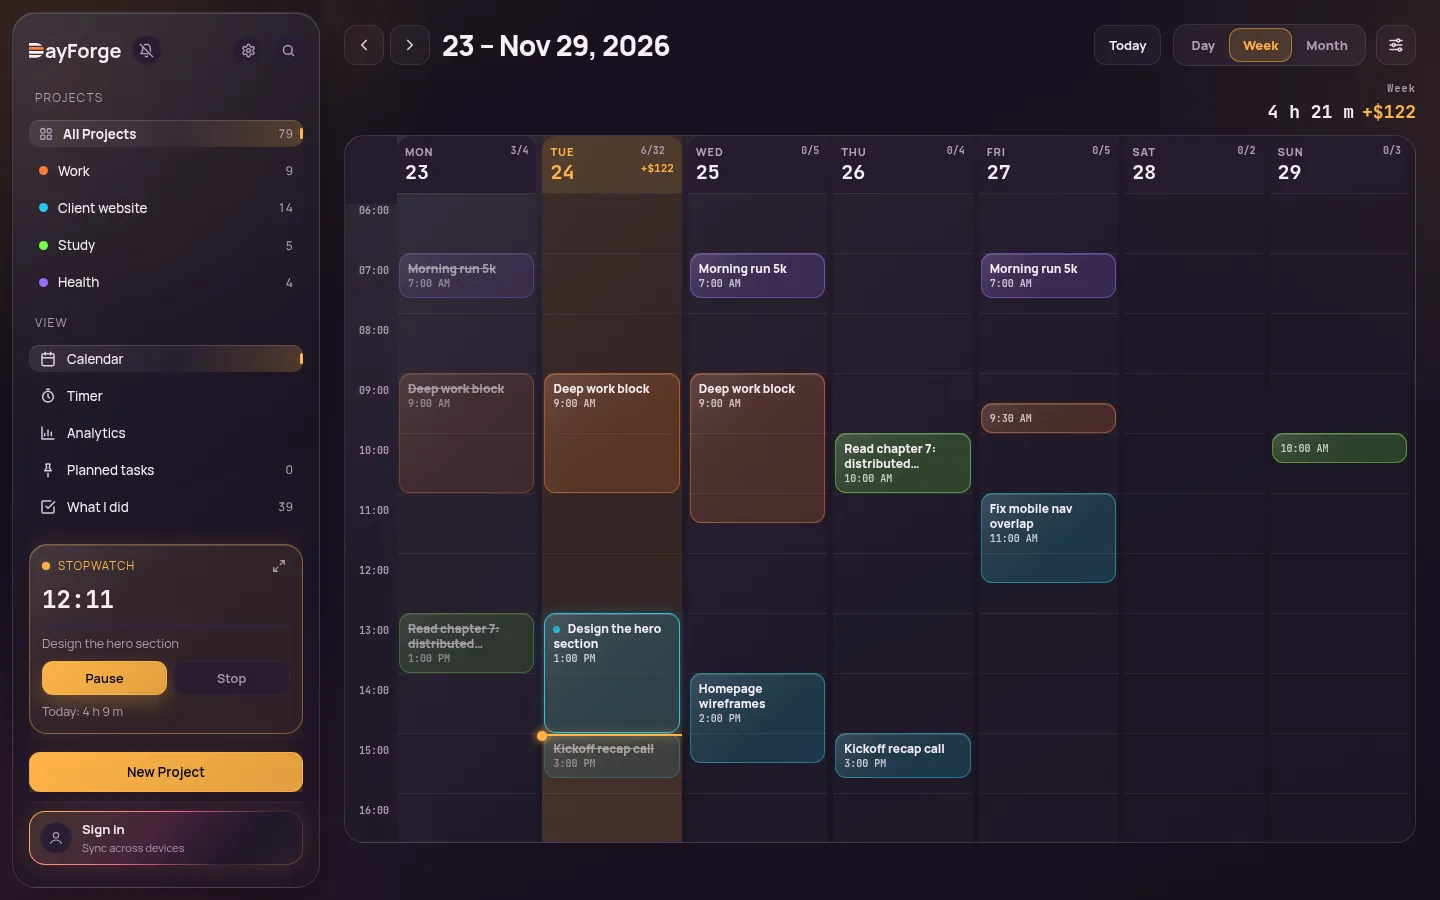 DayForge
PROJECTS
All Projects 79
Work 9
Client website 14
Study 5
Health 4
VIEW
Calendar
Timer
Analytics
Planned tasks 0
What I did 39
STOPWATCH
12:11
Design the hero section
Pause Stop
Today: 4 h 9 m
New Project
Sign in
Sync across devices
23 – Nov 29, 2026
Today Day Week Month
Week
4 h 21 m +$122
MON 3/4
23
TUE 6/32
24 +$122
WED 0/5
25
THU 0/4
26
FRI 0/5
27
SAT 0/2
28
SUN 0/3
29
06:00
07:00
08:00
09:00
10:00
11:00
12:00
13:00
14:00
15:00
16:00
Morning run 5k
7:00 AM
Deep work block
9:00 AM
Read chapter 7:
distributed…
1:00 PM
Deep work block
9:00 AM
Design the hero
section
1:00 PM
Kickoff recap call
3:00 PM
Morning run 5k
7:00 AM
Deep work block
9:00 AM
Homepage
wireframes
2:00 PM
Read chapter 7:
distributed…
10:00 AM
Kickoff recap call
3:00 PM
Morning run 5k
7:00 AM
9:30 AM
Fix mobile nav
overlap
11:00 AM
10:00 AM